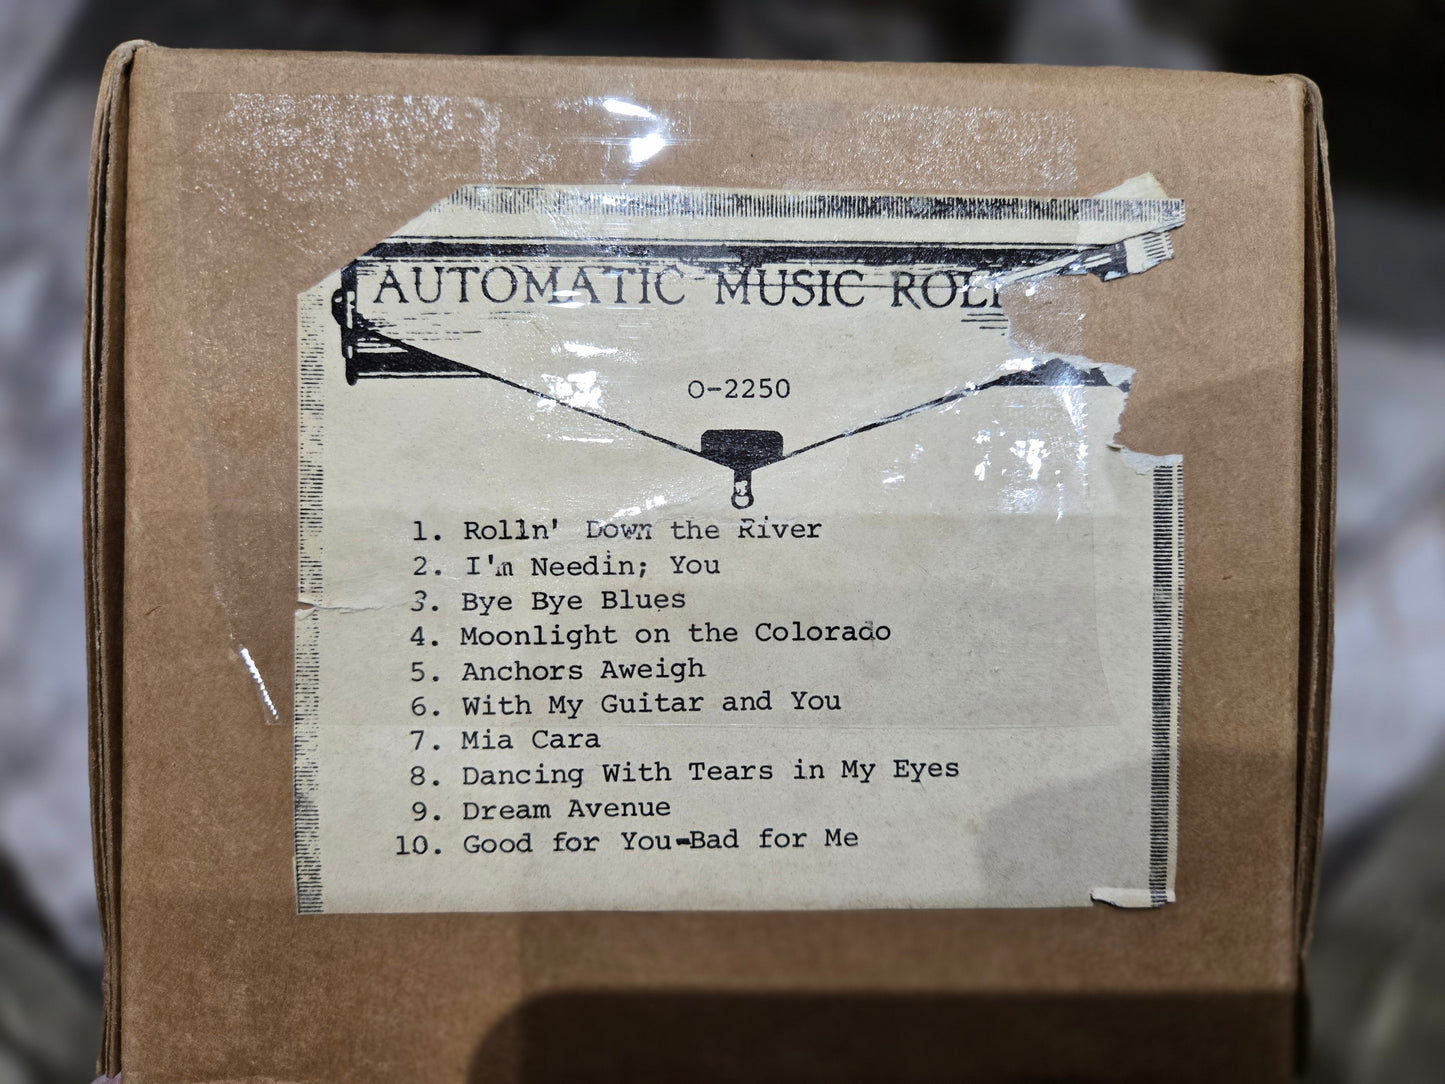 AUTOMATIC MUSIC ROLL
O-2250
1. Rolln' Down the River
2. I'm Needin; You
3. Bye Bye Blues
4. Moonlight on the Colorado
5. Anchors Aweigh
6. With My Guitar and You
7. Mia Cara
8. Dancing With Tears in My Eyes
9. Dream Avenue
10. Good for You-Bad for Me